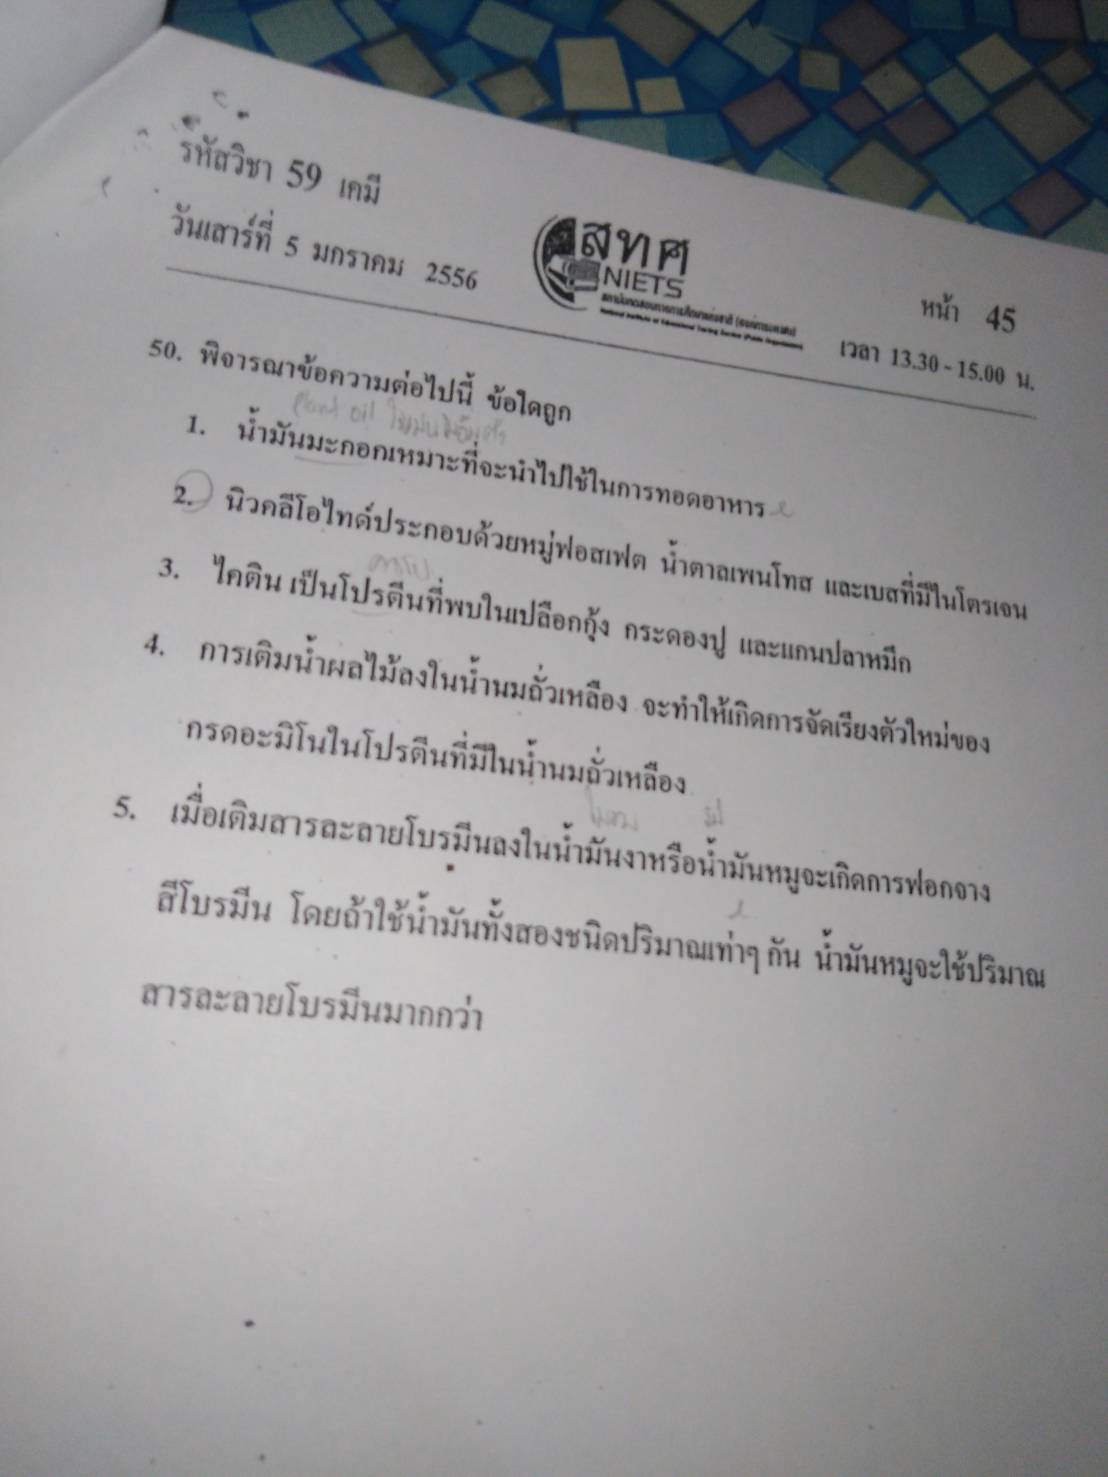 รหัสวิชา 59 เคมี
วันเสาร์ที่ 5 มกราคม 2556
สทศ
NIETS
สถาบันทดสอบทางการศึกษาแห่งชาติ (องค์การมหาชน)
National Institute of Educational Testing Service (Public Organization)
หน้า 45
เวลา 13.30 - 15.00 น.
50. พิจารณาข้อความต่อไปนี้ ข้อใดถูก
plant oil
1. น้ำมันมะกอกเหมาะที่จะนำไปใช้ในการทอดอาหาร
2. นิวคลีโอไทด์ประกอบด้วยหมู่ฟอสเฟต น้ำตาลเพนโทส และเบสที่มีไนโตรเจน
3. ไคติน เป็นโปรตีนที่พบในเปลือกกุ้ง กระดองปู และแกนปลาหมึก
4. การเติมน้ำผลไม้ลงในน้ำนมถั่วเหลือง จะทำให้เกิดการจัดเรียงตัวใหม่ของ
กรดอะมิโนในโปรตีนที่มีในน้ำนมถั่วเหลือง
5. เมื่อเติมสารละลายโบรมีนลงในน้ำมันงาหรือน้ำมันหมูจะเกิดการฟอกจาง
สีโบรมีน โดยถ้าใช้น้ำมันทั้งสองชนิดปริมาณเท่าๆ กัน น้ำมันหมูจะใช้ปริมาณ
สารละลายโบรมีนมากกว่า